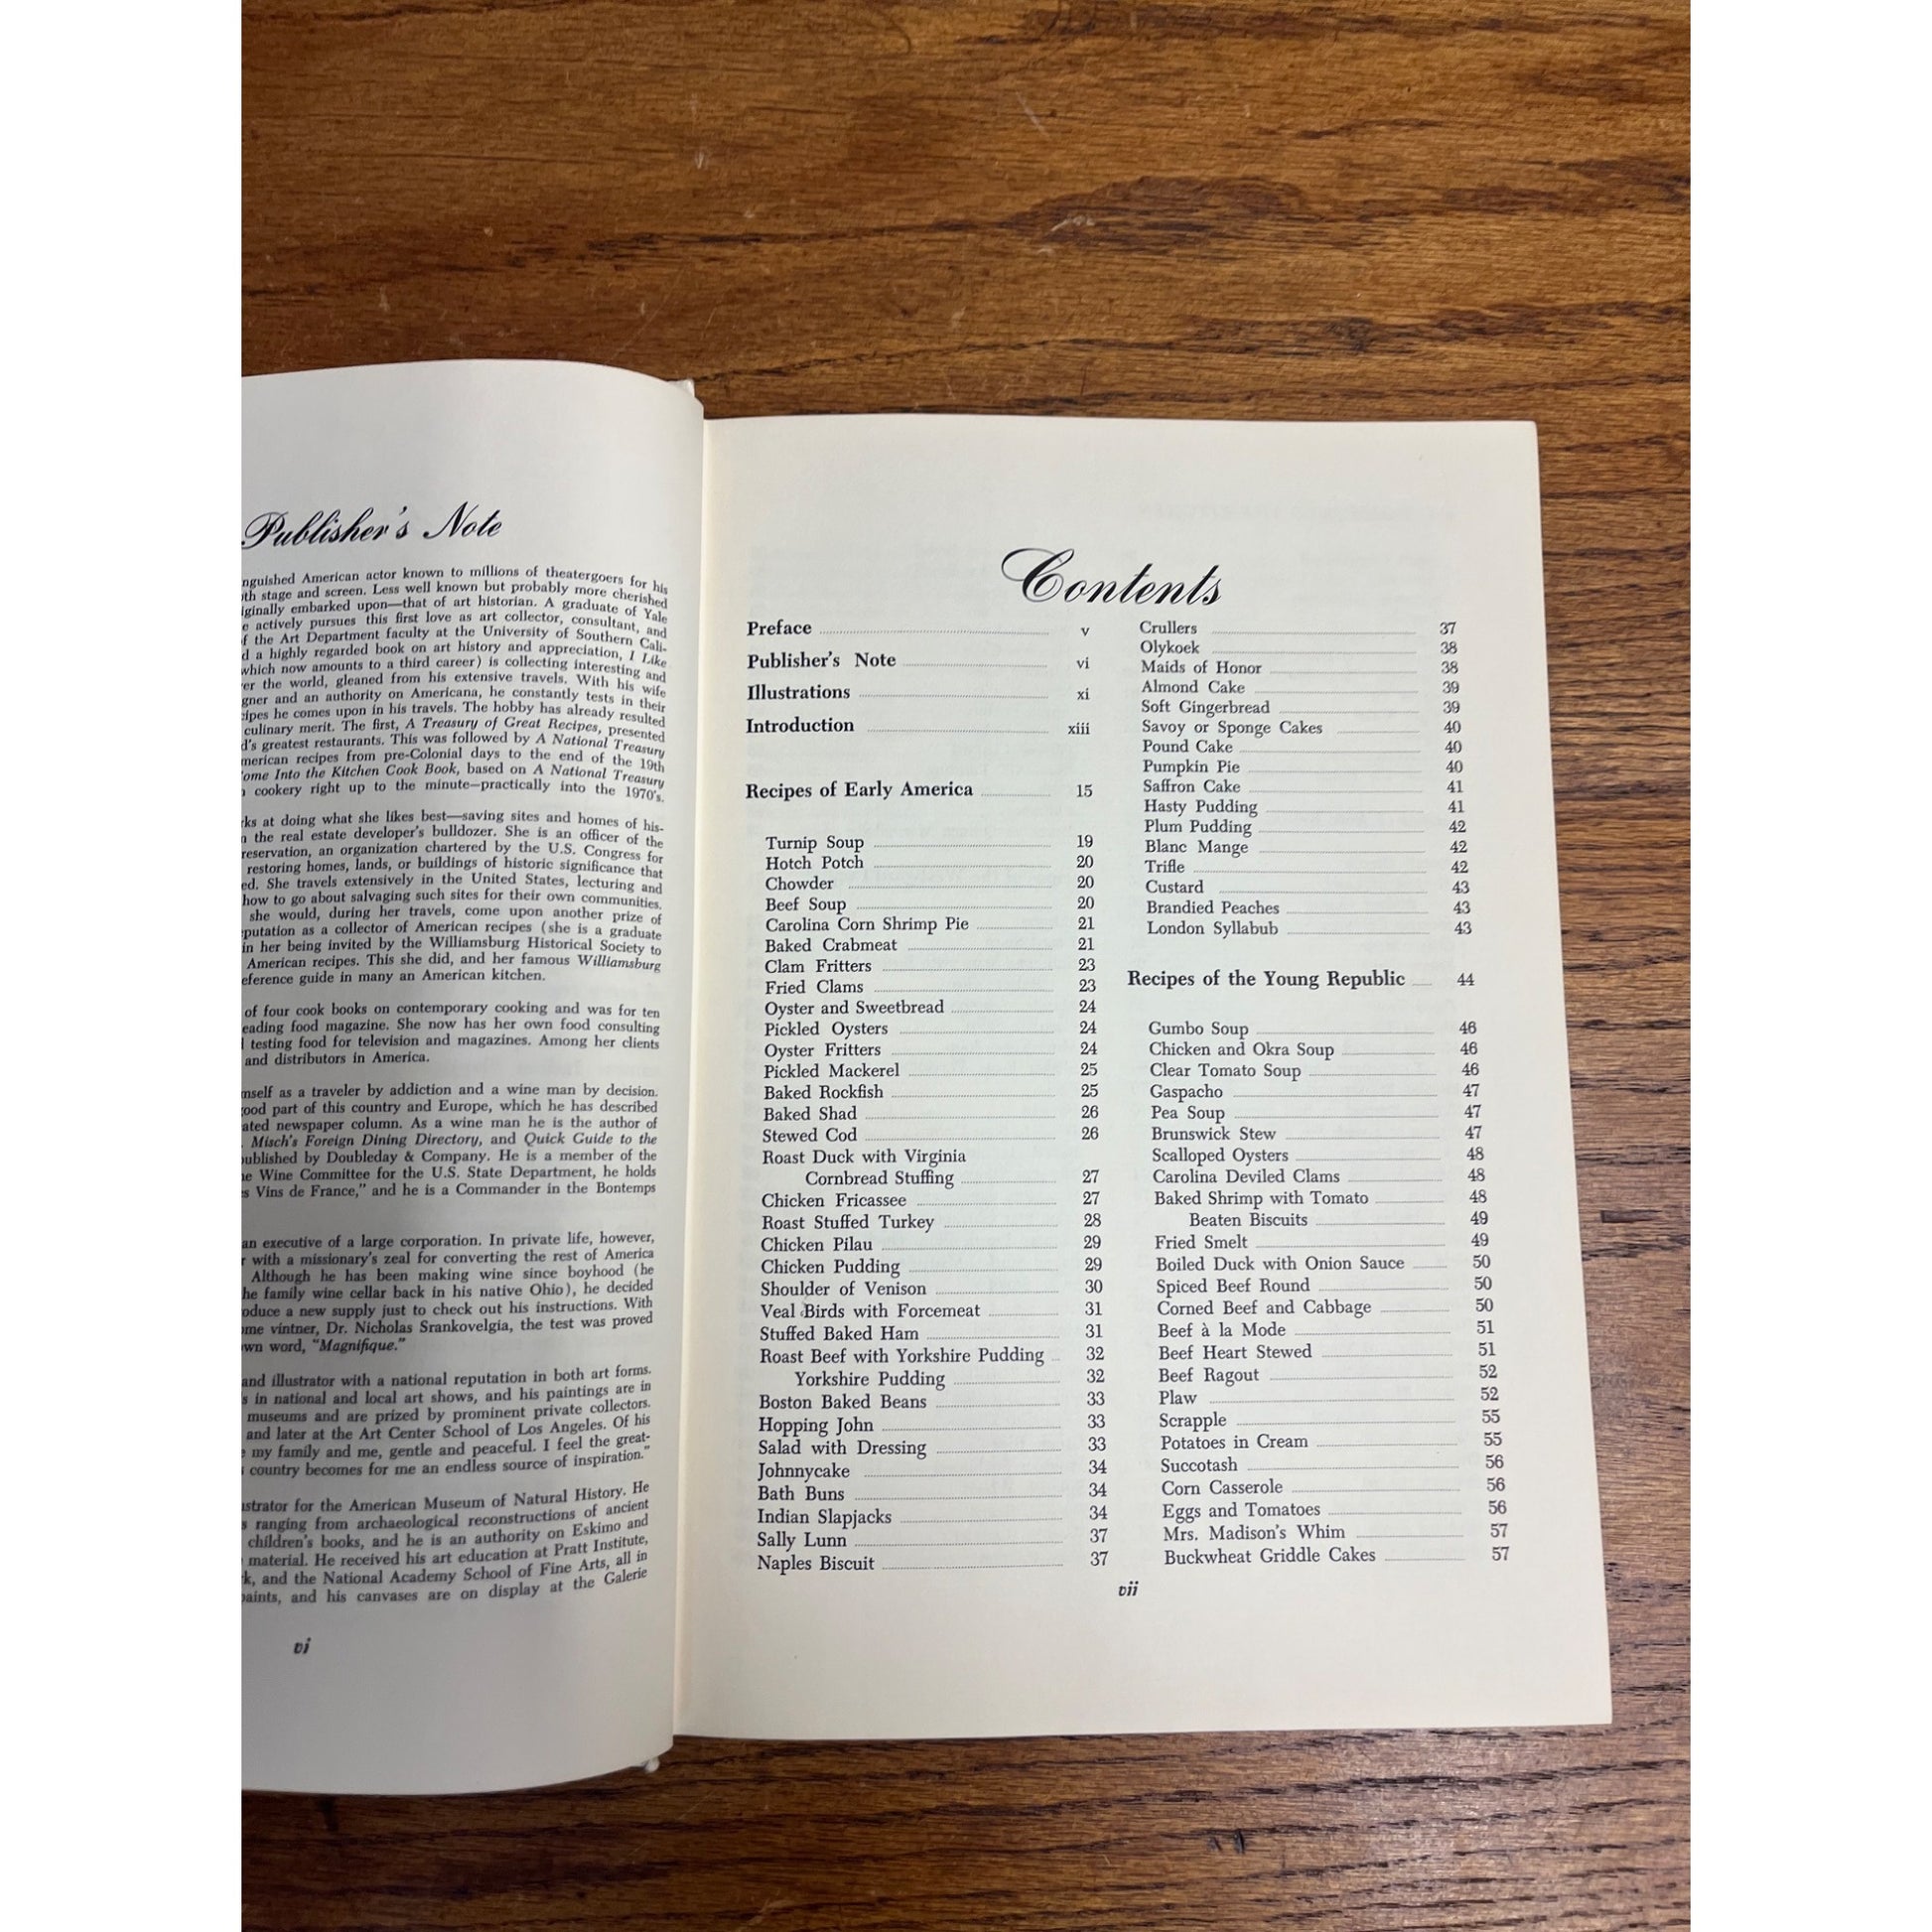 Publisher's Note
nguished American actor known to millions of theatergoers for his
th stage and screen. Less well known but probably more cherished
iginally embarked upon—that of art historian. A graduate of Yale
e actively pursues this first love as art collector, consultant, and
f the Art Department faculty at the University of Southern Cali-
d a highly regarded book on art history and appreciation, I Like
which now amounts to a third career) is collecting interesting and
er the world, gleaned from his extensive travels. With his wife
gner and an authority on Americana, he constantly tests in their
ipes he comes upon in his travels. The hobby has already resulted
culinary merit. The first, A Treasury of Great Recipes, presented
d's greatest restaurants. This was followed by A National Treasury
merican recipes from pre-Colonial days to the end of the 19th
ome Into the Kitchen Cook Book, based on A National Treasury
cookery right up to the minute—practically into the 1970's.
ks at doing what she likes best—saving sites and homes of his-
the real estate developer's bulldozer. She is an officer of the
reservation, an organization chartered by the U.S. Congress for
restoring homes, lands, or buildings of historic significance that
ed. She travels extensively in the United States, lecturing and
how to go about salvaging such sites for their own communities.
she would, during her travels, come upon another prize of
putation as a collector of American recipes (she is a graduate
in her being invited by the Williamsburg Historical Society to
American recipes. This she did, and her famous Williamsburg
eference guide in many an American kitchen.
of four cook books on contemporary cooking and was for ten
eading food magazine. She now has her own food consulting
testing food for television and magazines. Among her clients
and distributors in America.
mself as a traveler by addiction and a wine man by decision.
ood part of this country and Europe, which he has described
ated newspaper column. As a wine man he is the author of
Misch's Foreign Dining Directory, and Quick Guide to the
ublished by Doubleday & Company. He is a member of the
e Wine Committee for the U.S. State Department, he holds
s Vins de France," and he is a Commander in the Bontemps
an executive of a large corporation. In private life, however,
r with a missionary's zeal for converting the rest of America
Although he has been making wine since boyhood (he
he family wine cellar back in his native Ohio), he decided
oduce a new supply just to check out his instructions. With
me vintner, Dr. Nicholas Srankovelgia, the test was proved
wn word, "Magnifique."
and illustrator with a national reputation in both art forms.
s in national and local art shows, and his paintings are in
museums and are prized by prominent private collectors.
and later at the Art Center School of Los Angeles. Of his
my family and me, gentle and peaceful. I feel the great-
country becomes for me an endless source of inspiration."
strator for the American Museum of Natural History. He
s ranging from archaeological reconstructions of ancient
children's books, and he is an authority on Eskimo and
material. He received his art education at Pratt Institute,
k, and the National Academy School of Fine Arts, all in
paints, and his canvases are on display at the Galerie
vi
Contents
Preface v
Publisher's Note vi
Illustrations xi
Introduction xiii
Recipes of Early America 15
Turnip Soup 19
Hotch Potch 20
Chowder 20
Beef Soup 20
Carolina Corn Shrimp Pie 21
Baked Crabmeat 21
Clam Fritters 23
Fried Clams 23
Oyster and Sweetbread 24
Pickled Oysters 24
Oyster Fritters 24
Pickled Mackerel 25
Baked Rockfish 25
Baked Shad 26
Stewed Cod 26
Roast Duck with Virginia
Cornbread Stuffing 27
Chicken Fricassee 27
Roast Stuffed Turkey 28
Chicken Pilau 29
Chicken Pudding 29
Shoulder of Venison 30
Veal Birds with Forcemeat 31
Stuffed Baked Ham 31
Roast Beef with Yorkshire Pudding 32
Yorkshire Pudding 32
Boston Baked Beans 33
Hopping John 33
Salad with Dressing 33
Johnnycake 34
Bath Buns 34
Indian Slapjacks 34
Sally Lunn 37
Naples Biscuit 37
Crullers 37
Olykoek 38
Maids of Honor 38
Almond Cake 39
Soft Gingerbread 39
Savoy or Sponge Cakes 40
Pound Cake 40
Pumpkin Pie 40
Saffron Cake 41
Hasty Pudding 41
Plum Pudding 42
Blanc Mange 42
Trifle 42
Custard 43
Brandied Peaches 43
London Syllabub 43
Recipes of the Young Republic 44
Gumbo Soup 46
Chicken and Okra Soup 46
Clear Tomato Soup 46
Gaspacho 47
Pea Soup 47
Brunswick Stew 47
Scalloped Oysters 48
Carolina Deviled Clams 48
Baked Shrimp with Tomato 48
Beaten Biscuits 49
Fried Smelt 49
Boiled Duck with Onion Sauce 50
Spiced Beef Round 50
Corned Beef and Cabbage 50
Beef à la Mode 51
Beef Heart Stewed 51
Beef Ragout 52
Plaw 52
Scrapple 55
Potatoes in Cream 55
Succotash 56
Corn Casserole 56
Eggs and Tomatoes 56
Mrs. Madison's Whim 57
Buckwheat Griddle Cakes 57
vii